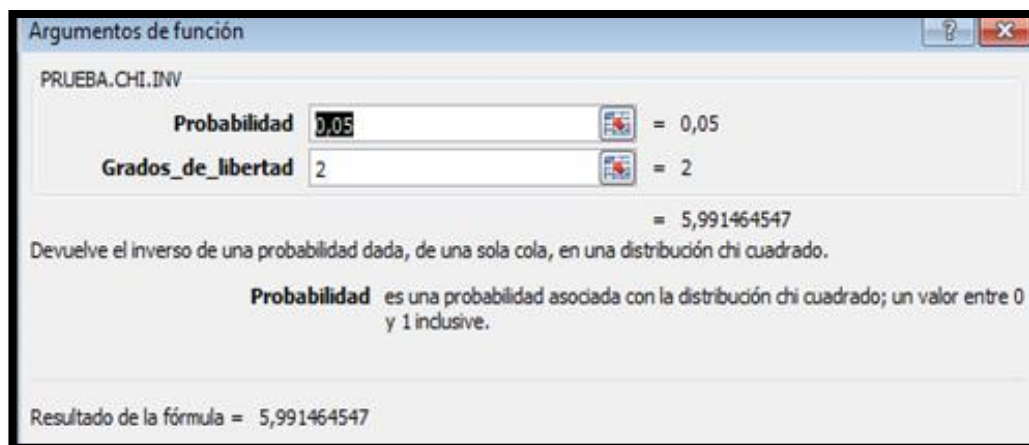 Argumentos de función
PRUEBA.CHI.INV
Probabilidad 0,05 = 0,05
Grados_de_libertad 2 = 2
= 5,991464547
Devuelve el inverso de una probabilidad dada, de una sola cola, en una distribución chi cuadrado.
Probabilidad es una probabilidad asociada con la distribución chi cuadrado; un valor entre 0
y 1 inclusive.
Resultado de la fórmula = 5,991464547